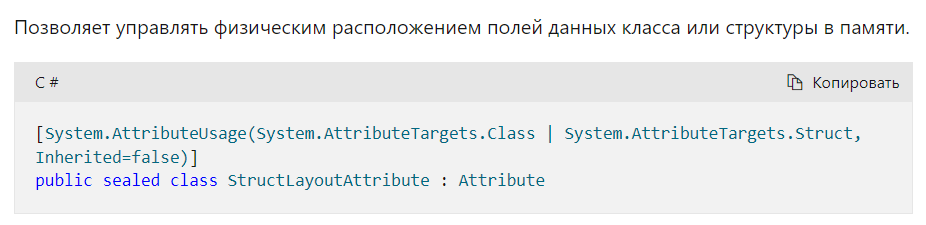 Позволяет управлять физическим расположением полей данных класса или структуры в памяти.
C #
Копировать
[System.AttributeUsage(System.AttributeTargets.Class | System.AttributeTargets.Struct,
Inherited=false)]
public sealed class StructLayoutAttribute : Attribute